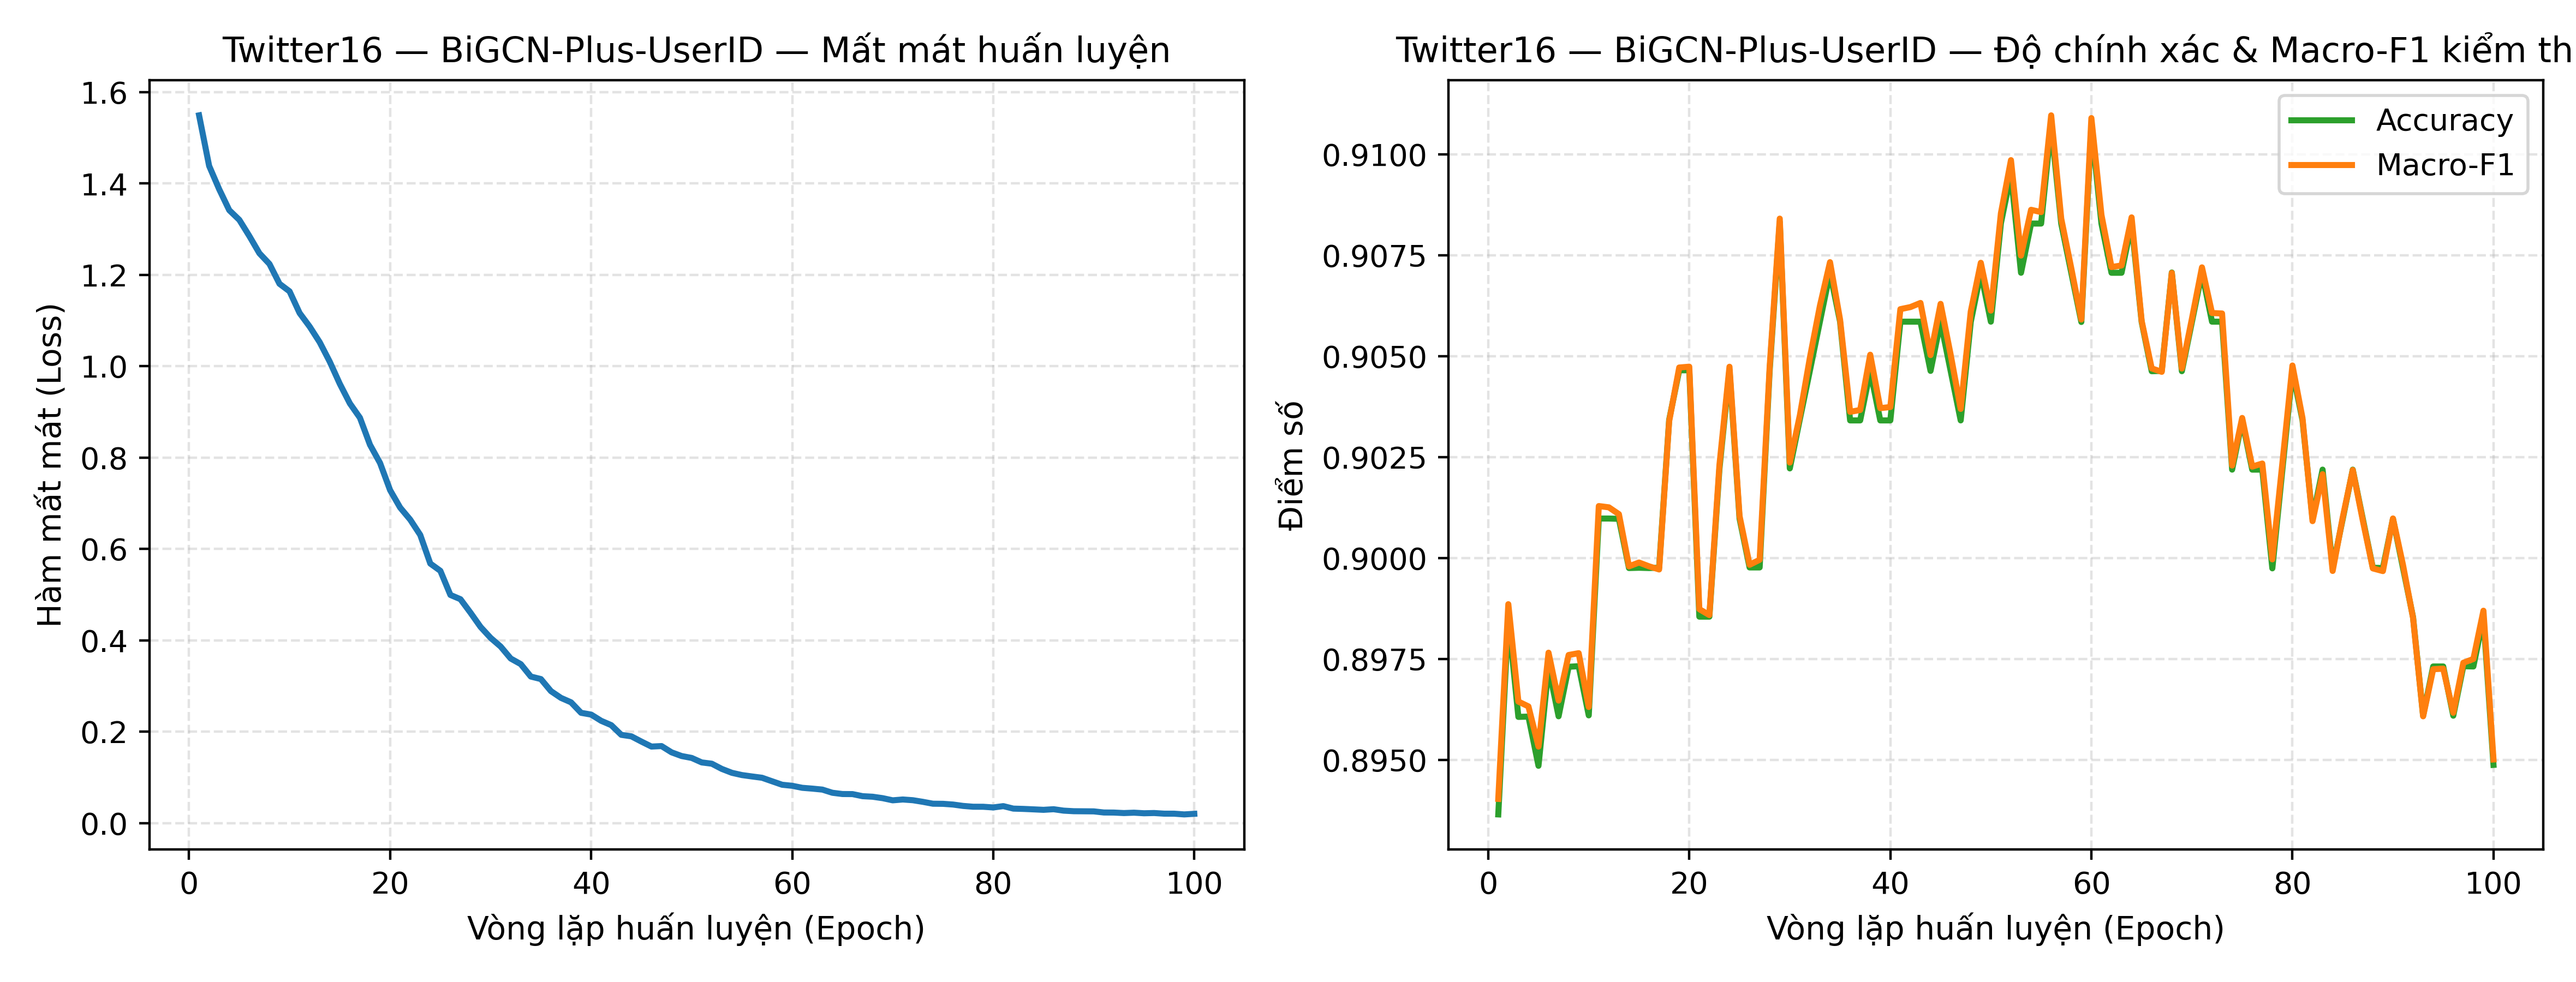 Twitter16 — BiGCN-Plus-UserID — Mất mát huấn luyện
Hàm mất mát (Loss)
1.6
1.4
1.2
1.0
0.8
0.6
0.4
0.2
0.0
0 20 40 60 80 100
Vòng lặp huấn luyện (Epoch)
Twitter16 — BiGCN-Plus-UserID — Độ chính xác & Macro-F1 kiểm th
Accuracy
Macro-F1
Điểm số
0.9100
0.9075
0.9050
0.9025
0.9000
0.8975
0.8950
0 20 40 60 80 100
Vòng lặp huấn luyện (Epoch)